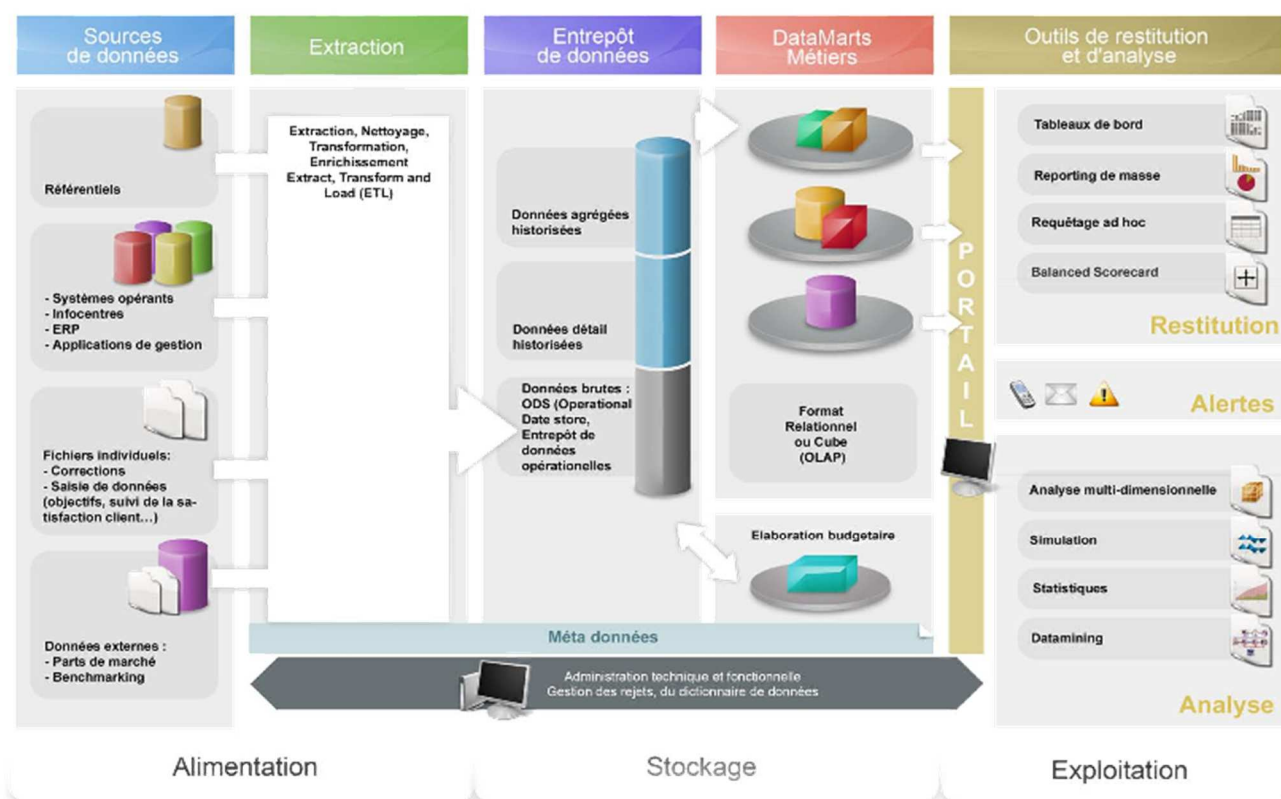 Sources
de données
Extraction
Entrepôt
de données
DataMarts
Métiers
Outils de restitution
et d'analyse
Référentiels
- Systèmes opérants
- Infocentres
- ERP
- Applications de gestion
Fichiers individuels:
- Corrections
- Saisie de données
(objectifs, suivi de la sa-
tisfaction client...)
Données externes :
- Parts de marché
- Benchmarking
Extraction, Nettoyage,
Transformation,
Enrichissement
Extract, Transform and
Load (ETL)
Données agrégées
historisées
Données détail
historisées
Données brutes :
ODS (Operational
Date store,
Entrepôt de
données
opérationelles
Format
Relationnel
ou Cube
(OLAP)
Elaboration budgetaire
PORTAIL
Tableaux de bord
Reporting de masse
Requêtage ad hoc
Balanced Scorecard
Restitution
Alertes
Analyse multi-dimensionnelle
Simulation
Statistiques
Datamining
Analyse
Méta données
Administration technique et fonctionnelle
Gestion des rejets, du dictionnaire de données
Alimentation
Stockage
Exploitation